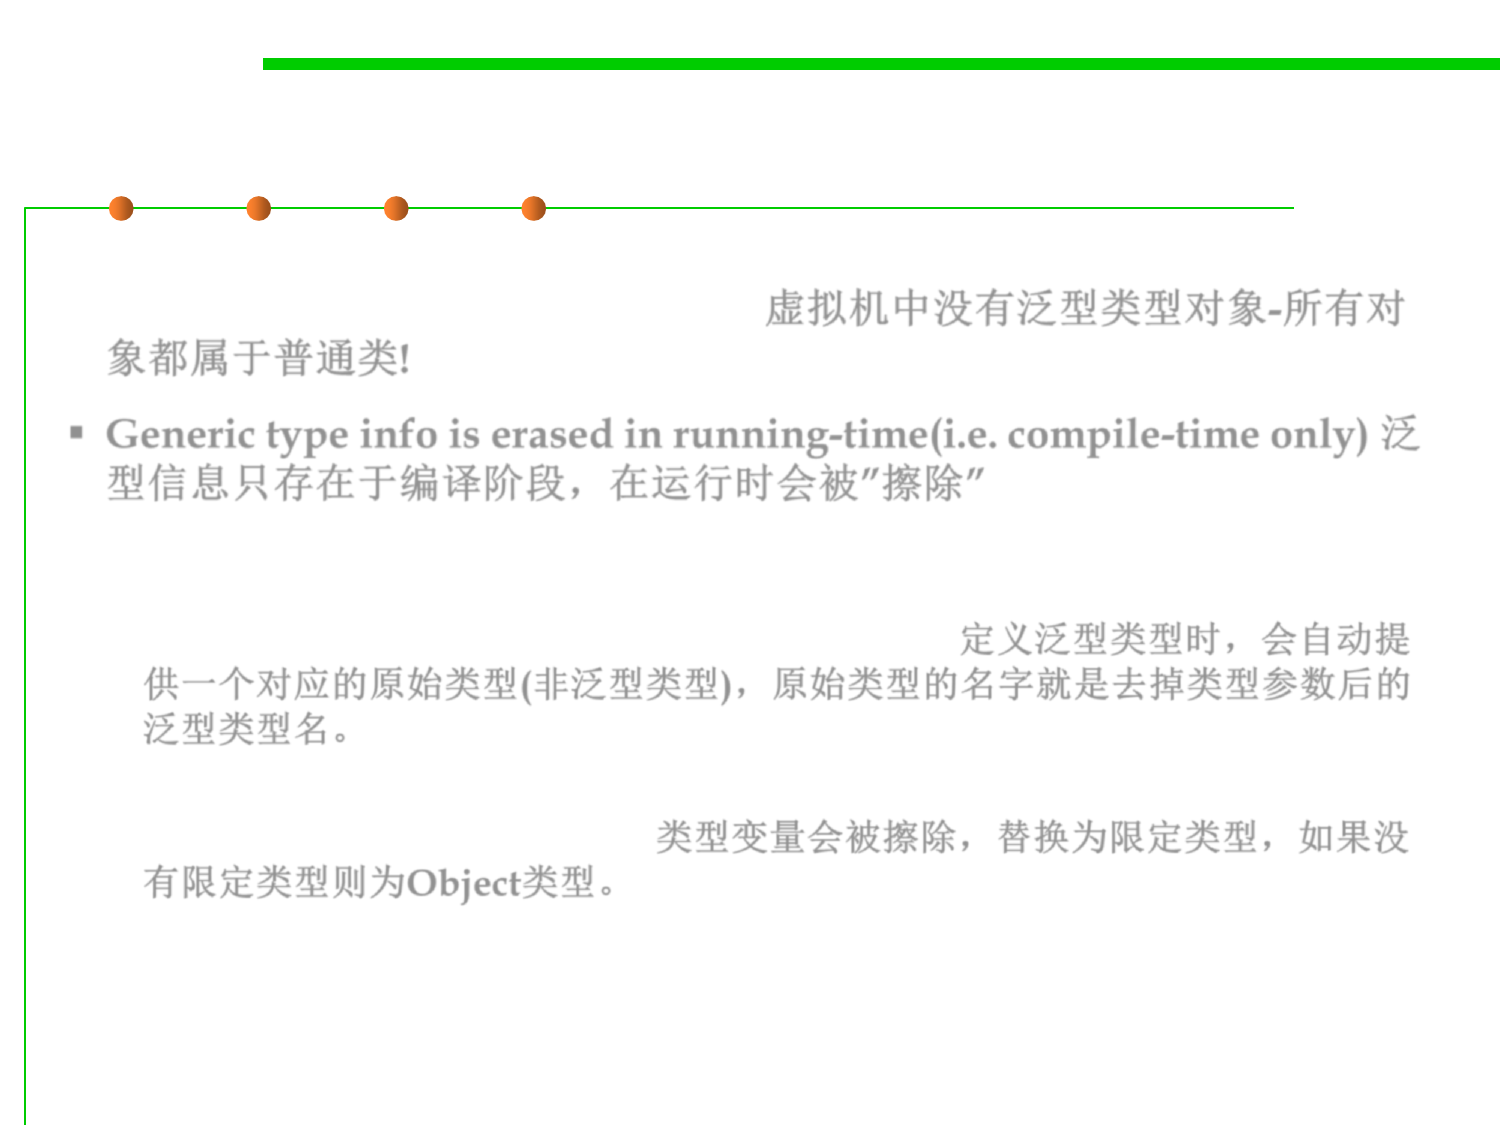 虚拟机中没有泛型类型对象-所有对
象都属于普通类!
▪ Generic type info is erased in running-time(i.e. compile-time only) 泛
型信息只存在于编译阶段，在运行时会被”擦除”
定义泛型类型时，会自动提
供一个对应的原始类型(非泛型类型)，原始类型的名字就是去掉类型参数后的
泛型类型名。
类型变量会被擦除，替换为限定类型，如果没
有限定类型则为Object类型。